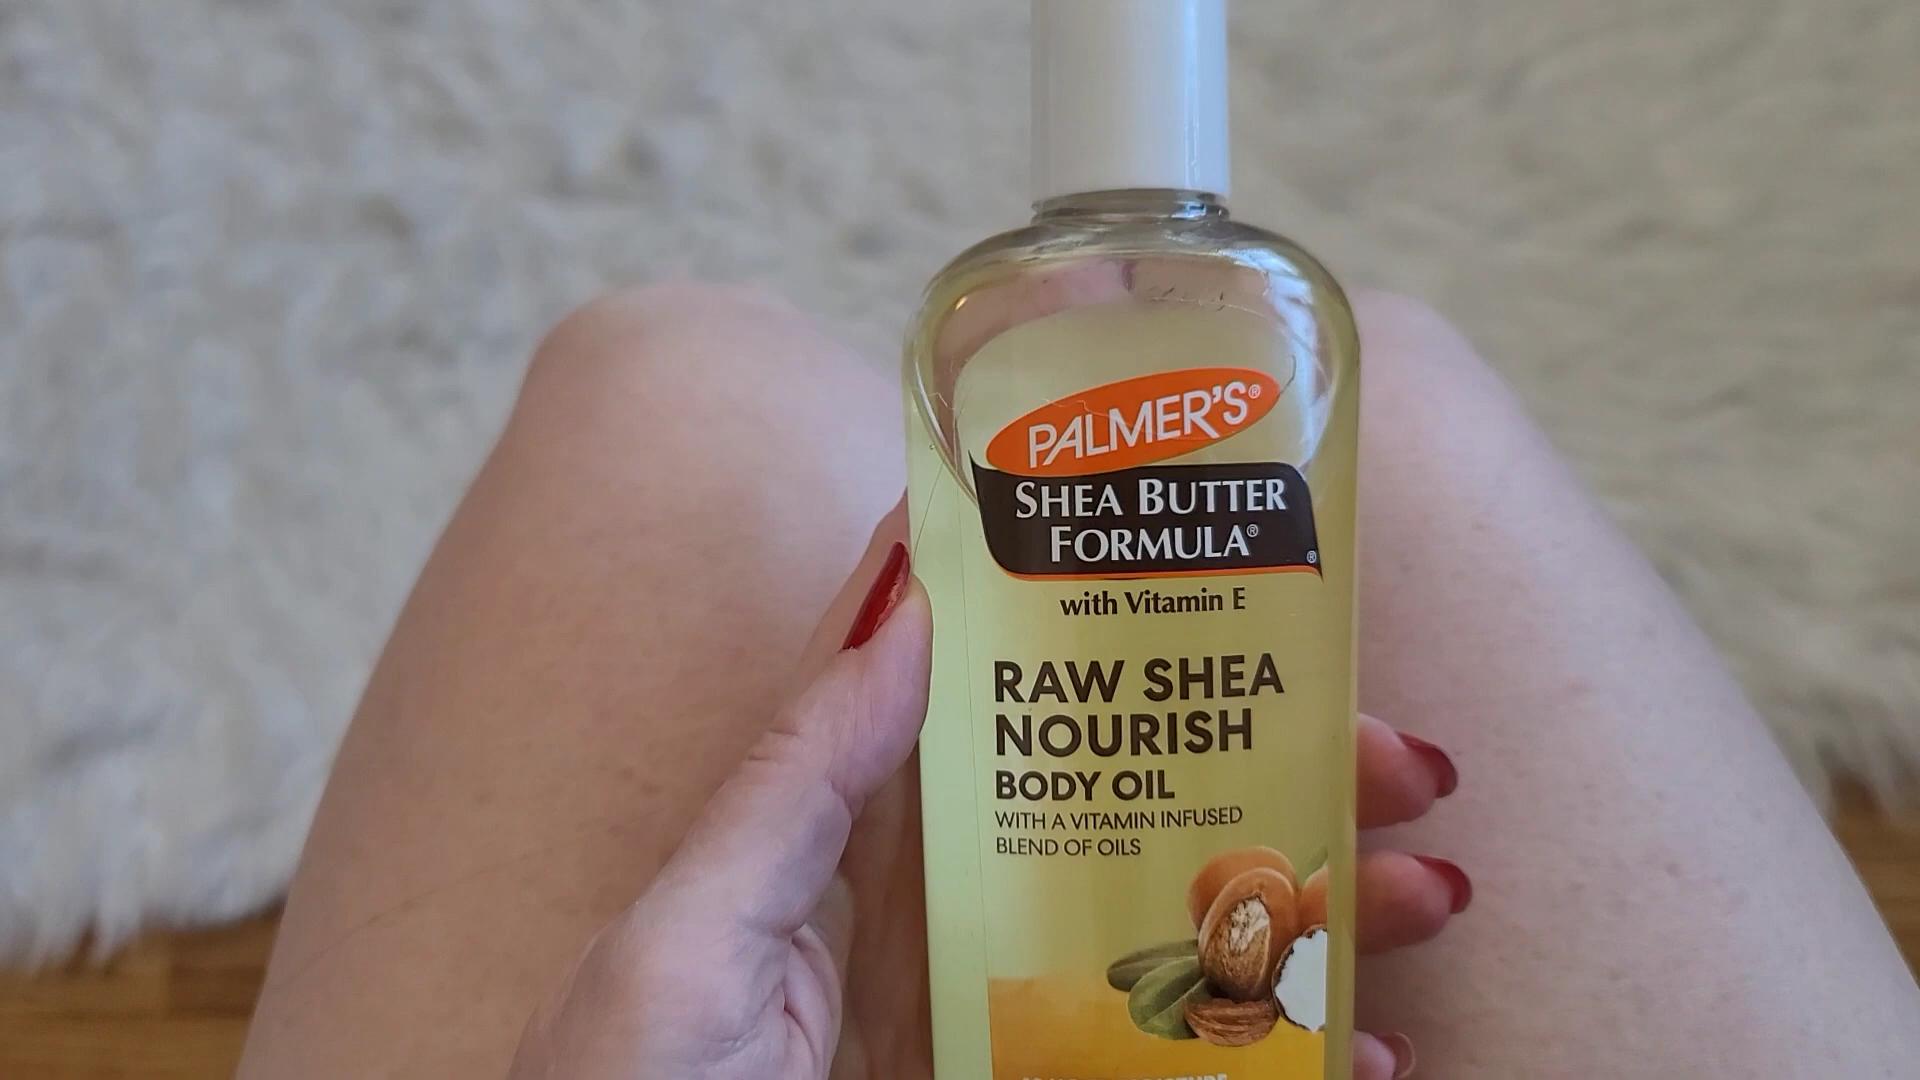 PALMER'S®
SHEA BUTTER
FORMULA®
®
with Vitamin E
RAW SHEA
NOURISH
BODY OIL
WITH A VITAMIN INFUSED
BLEND OF OILS